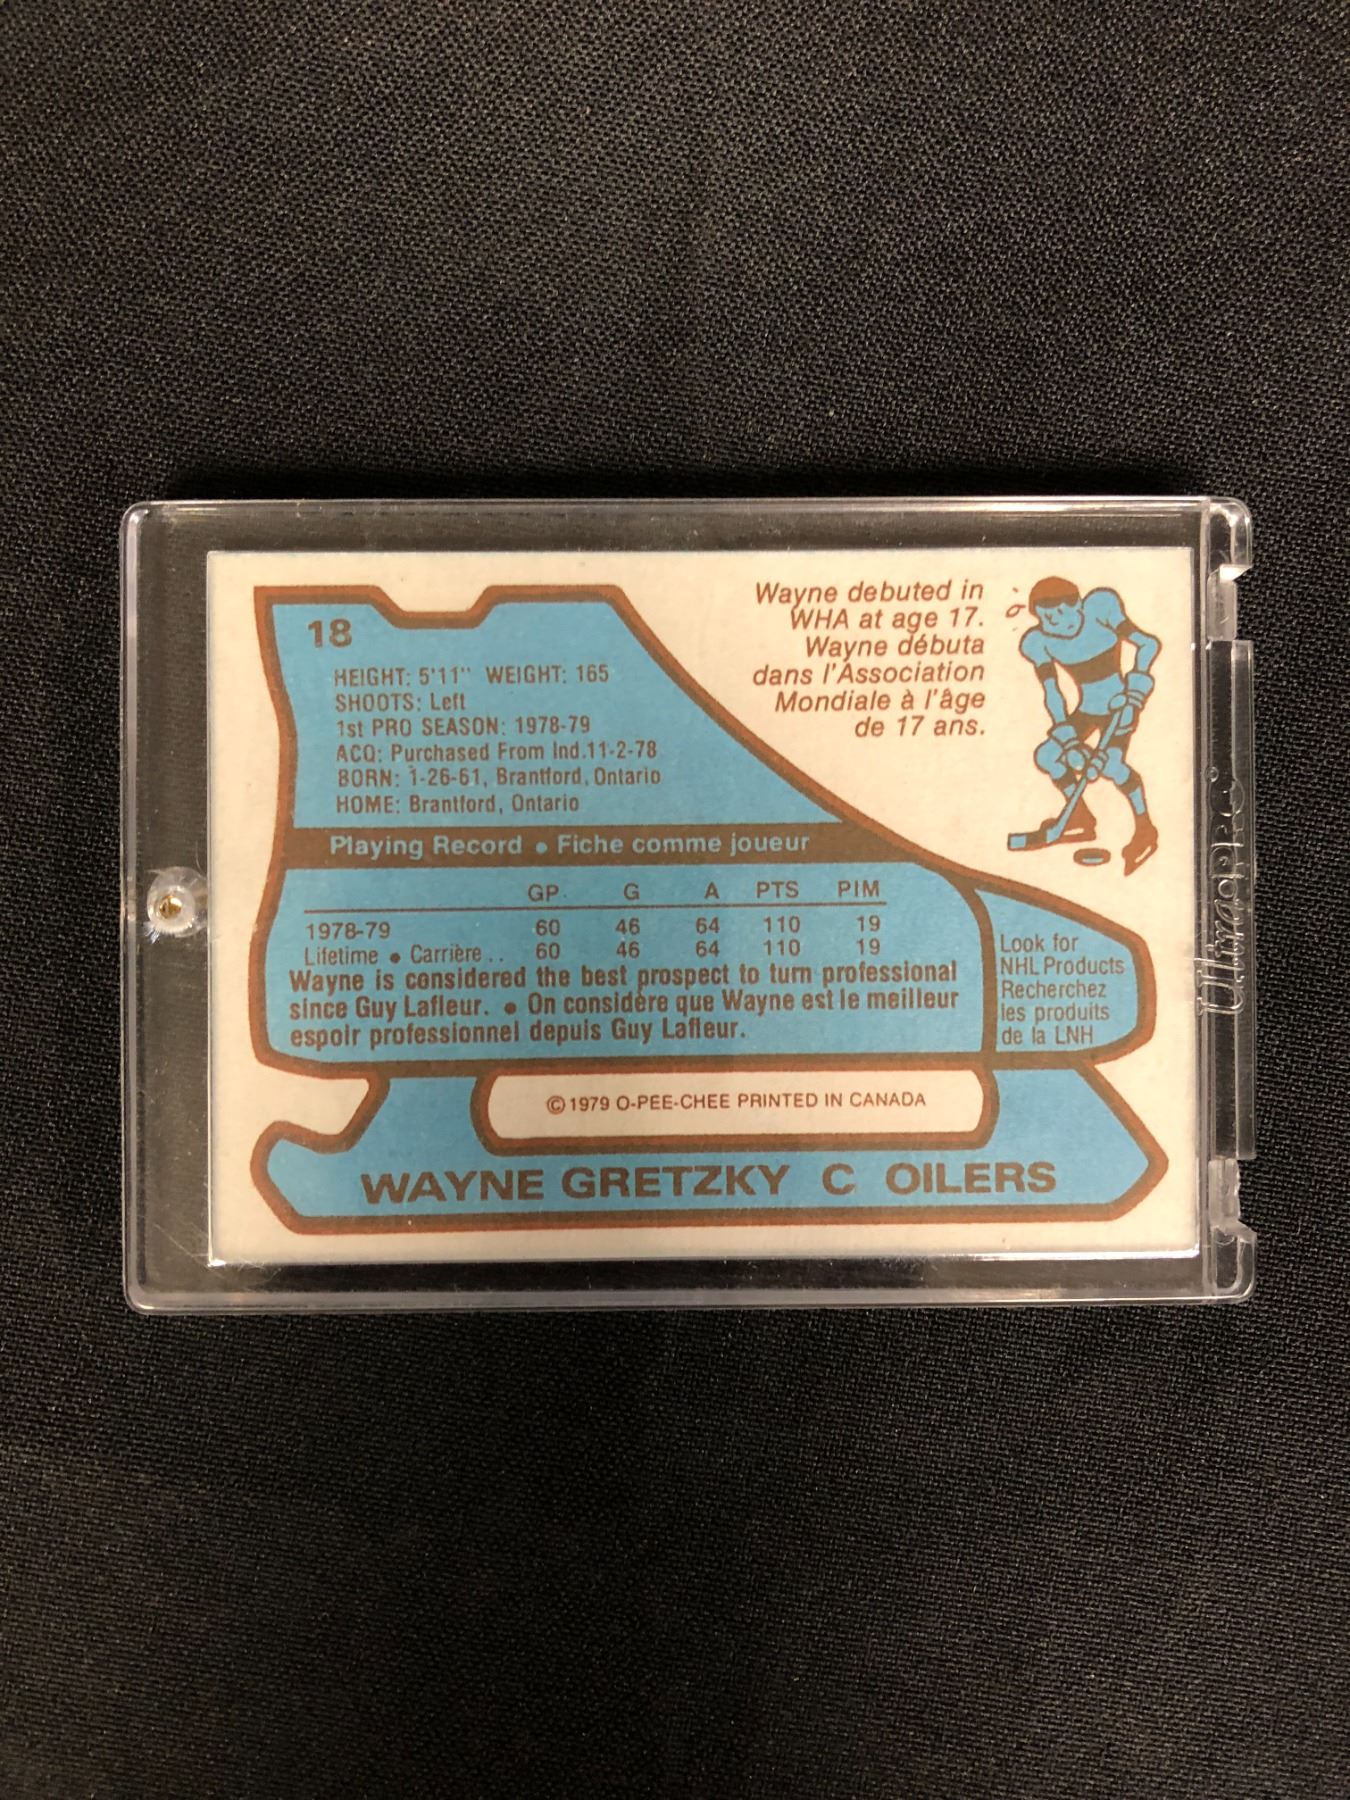 18
HEIGHT: 5'11" WEIGHT: 165
SHOOTS: Left
1st PRO SEASON: 1978-79
ACQ: Purchased From Ind.11-2-78
BORN: 1-26-61, Brantford, Ontario
HOME: Brantford, Ontario
Wayne debuted in
WHA at age 17.
Wayne débuta
dans l'Association
Mondiale à l'âge
de 17 ans.
Playing Record • Fiche comme joueur
GP. G A PTS PIM
1978-79 60 46 64 110 19
Lifetime • Carrière .. 60 46 64 110 19
Wayne is considered the best prospect to turn professional
since Guy Lafleur. • On considère que Wayne est le meilleur
espoir professionnel depuis Guy Lafleur.
Look for
NHL Products
Recherchez
les produits
de la LNH
© 1979 O-PEE-CHEE PRINTED IN CANADA
WAYNE GRETZKY C OILERS
Ultra PRO